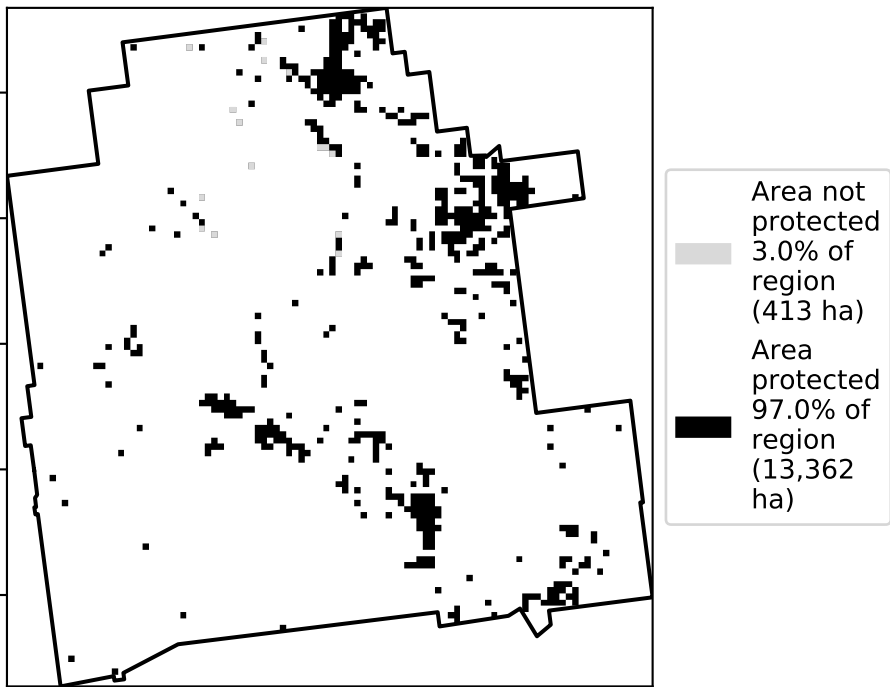 Area not
protected
3.0% of
region
(413 ha)
Area
protected
97.0% of
region
(13,362
ha)